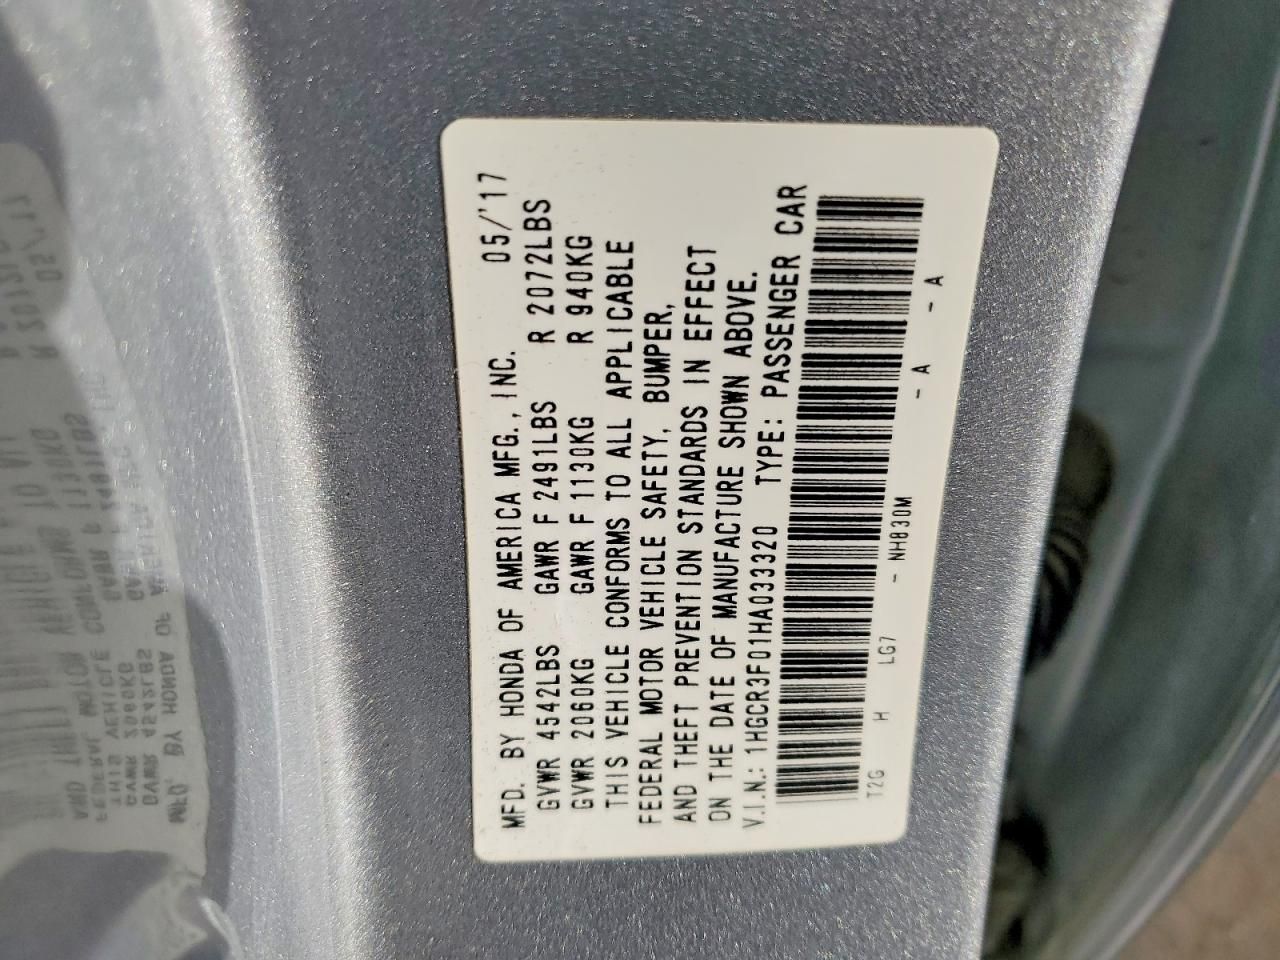 MFD. BY HONDA OF AMERICA MFG., INC. 05/'17
GVWR 4542LBS GAWR F 2491LBS R 2072LBS
GVWR 2060KG GAWR F 1130KG R 940KG
THIS VEHICLE CONFORMS TO ALL APPLICABLE
FEDERAL MOTOR VEHICLE SAFETY, BUMPER,
AND THEFT PREVENTION STANDARDS IN EFFECT
ON THE DATE OF MANUFACTURE SHOWN ABOVE.
V.I.N.: 1HGCR3F01HA033320 TYPE: PASSENGER CAR
T2G H LG7 - NH830M - A - A